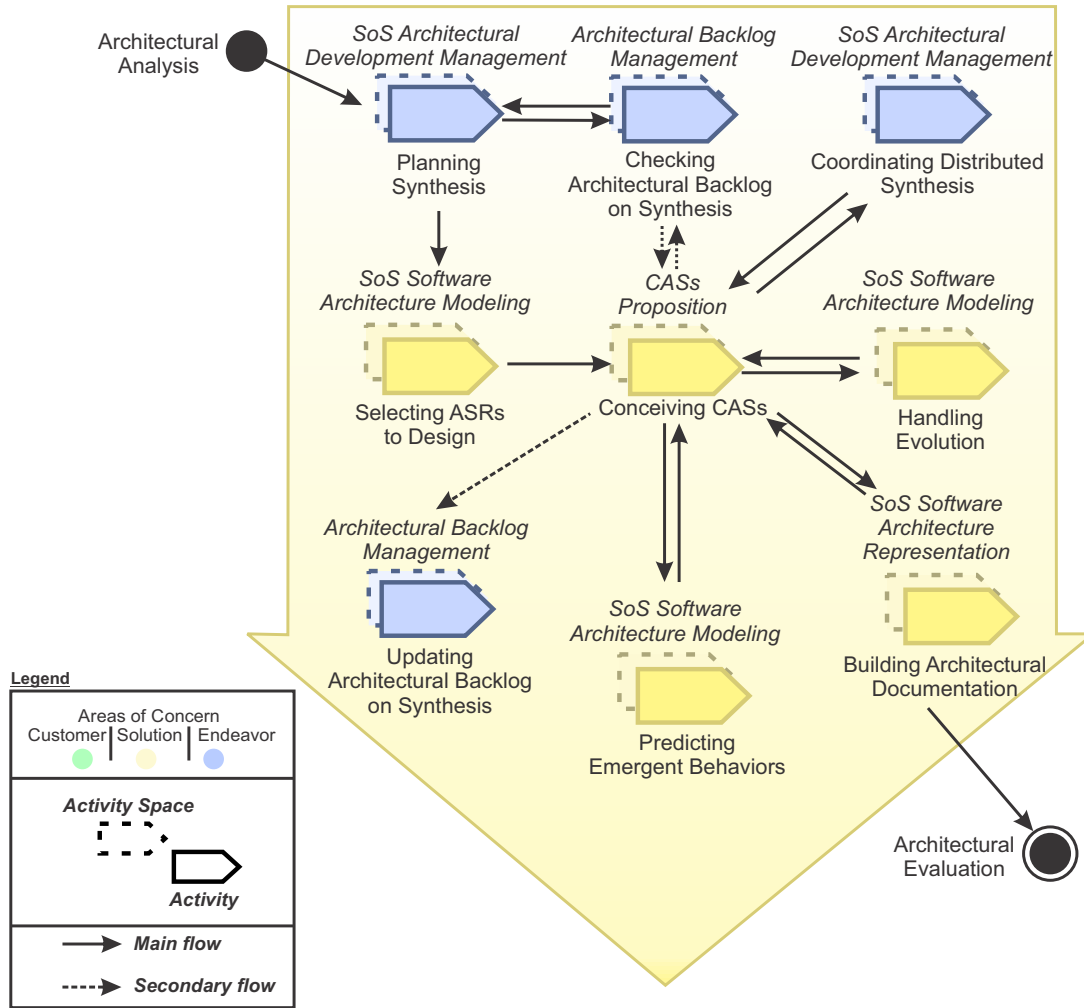 Architectural
Analysis
SoS Architectural
Development Management
Planning
Synthesis
Architectural Backlog
Management
Checking
Architectural Backlog
on Synthesis
SoS Architectural
Development Management
Coordinating Distributed
Synthesis
SoS Software
Architecture Modeling
Selecting ASRs
to Design
CASs
Proposition
Conceiving CASs
SoS Software
Architecture Modeling
Handling
Evolution
Architectural Backlog
Management
Updating
Architectural Backlog
on Synthesis
SoS Software
Architecture Modeling
Predicting
Emergent Behaviors
SoS Software
Architecture
Representation
Building Architectural
Documentation
Architectural
Evaluation
Legend
Areas of Concern
Customer Solution Endeavor
Activity Space
Activity
Main flow
Secondary flow